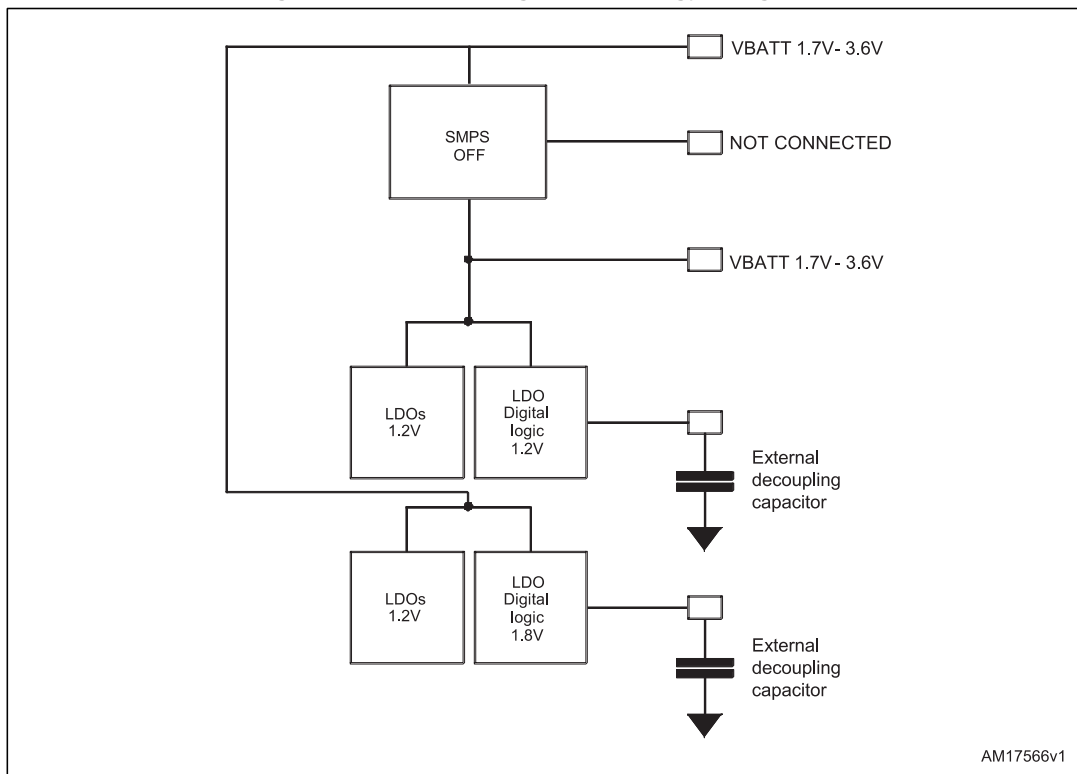 VBATT 1.7V- 3.6V
SMPS
OFF
NOT CONNECTED
VBATT 1.7V- 3.6V
LDOs
1.2V
LDO
Digital
logic
1.2V
External
decoupling
capacitor
LDOs
1.2V
LDO
Digital
logic
1.8V
External
decoupling
capacitor
AM17566v1